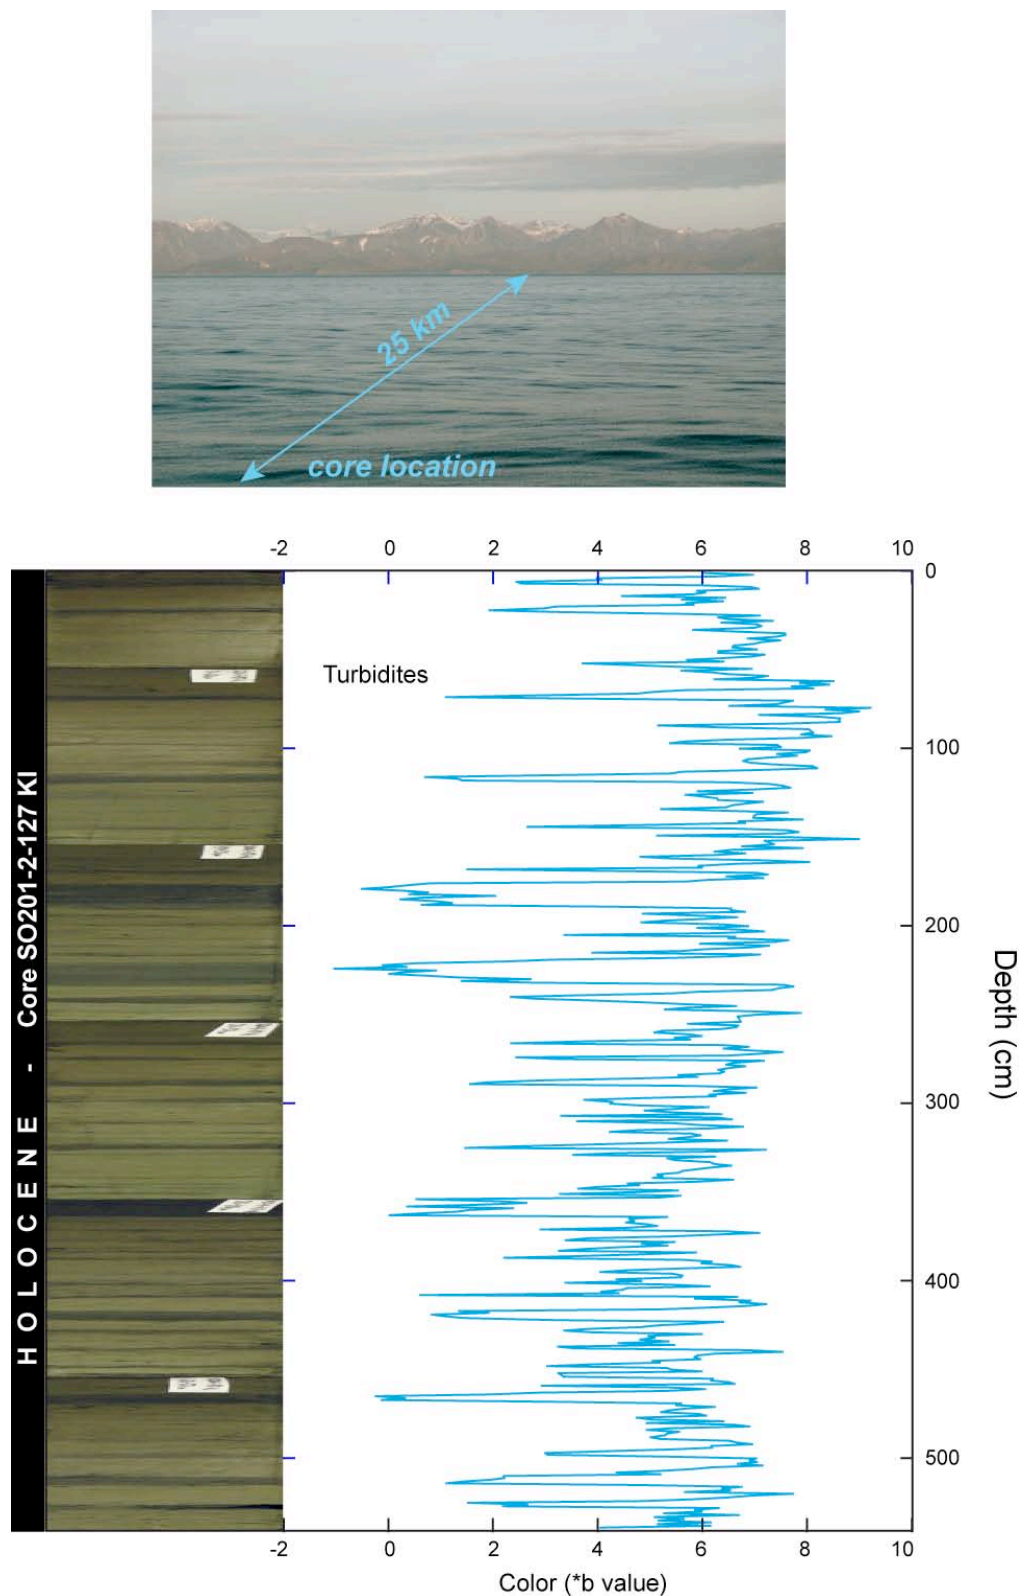 25 km
core location
-2 0 2 4 6 8 10
0
Turbidites
100
200
300
400
500
Depth (cm)
HOLOCENE - Core SO201-2-127 KI
-2 0 2 4 6 8 10
Color (*b value)